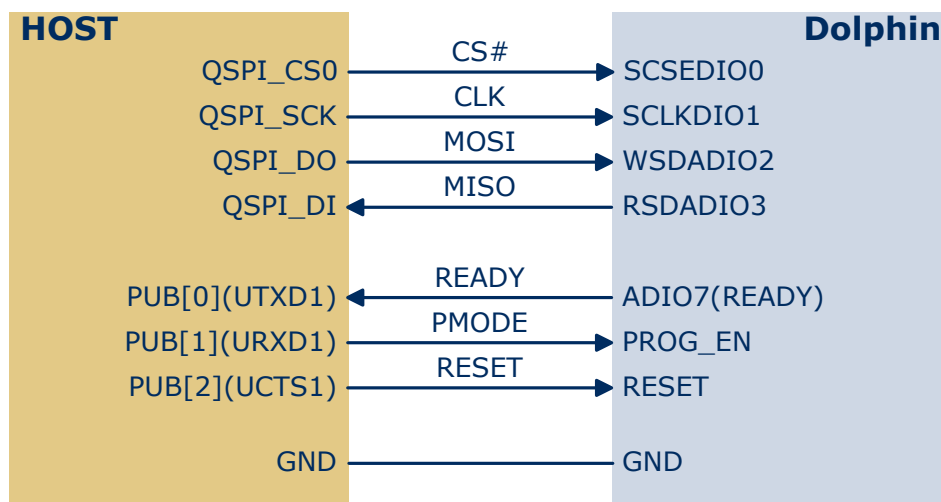 HOST Dolphin
QSPI_CS0 CS# SCSEDIO0
QSPI_SCK CLK SCLKDIO1
QSPI_DO MOSI WSDADIO2
QSPI_DI MISO RSDADIO3
PUB[0](UTXD1) READY ADIO7(READY)
PUB[1](URXD1) PMODE PROG_EN
PUB[2](UCTS1) RESET RESET
GND GND